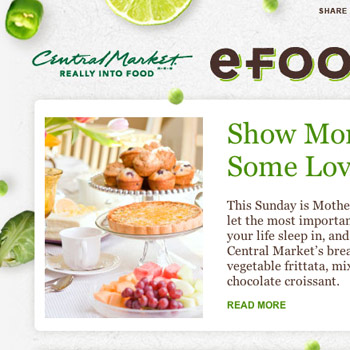 SHARE
Central Market
REALLY INTO FOOD
efoo
Show Mo
Some Lov
This Sunday is Mothe
let the most importan
your life sleep in, and
Central Market's brea
vegetable frittata, mix
chocolate croissant.
READ MORE